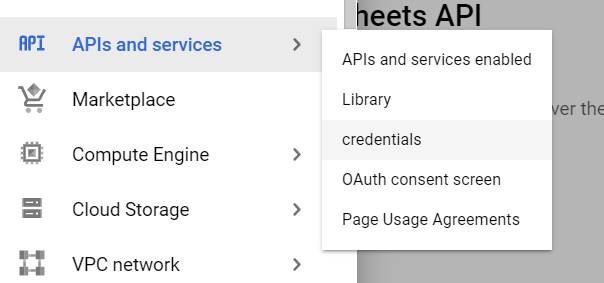 heets API
API APIs and services
APIs and services enabled
Marketplace
Library
ver the
credentials
Compute Engine
OAuth consent screen
Cloud Storage
Page Usage Agreements
VPC network